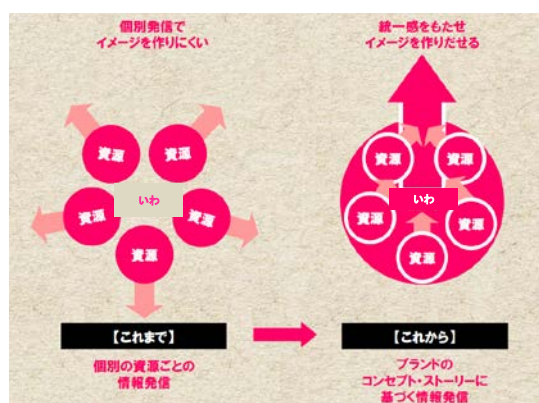 個別発信で
イメージを作りにくい
資源
資源
資源
いわ
資源
資源
【これまで】
個別の資源ごとの
情報発信
統一感をもたせ
イメージを作りだせる
資源
資源
資源
いわ
資源
資源
【これから】
ブランドの
コンセプト・ストーリーに
基づく情報発信